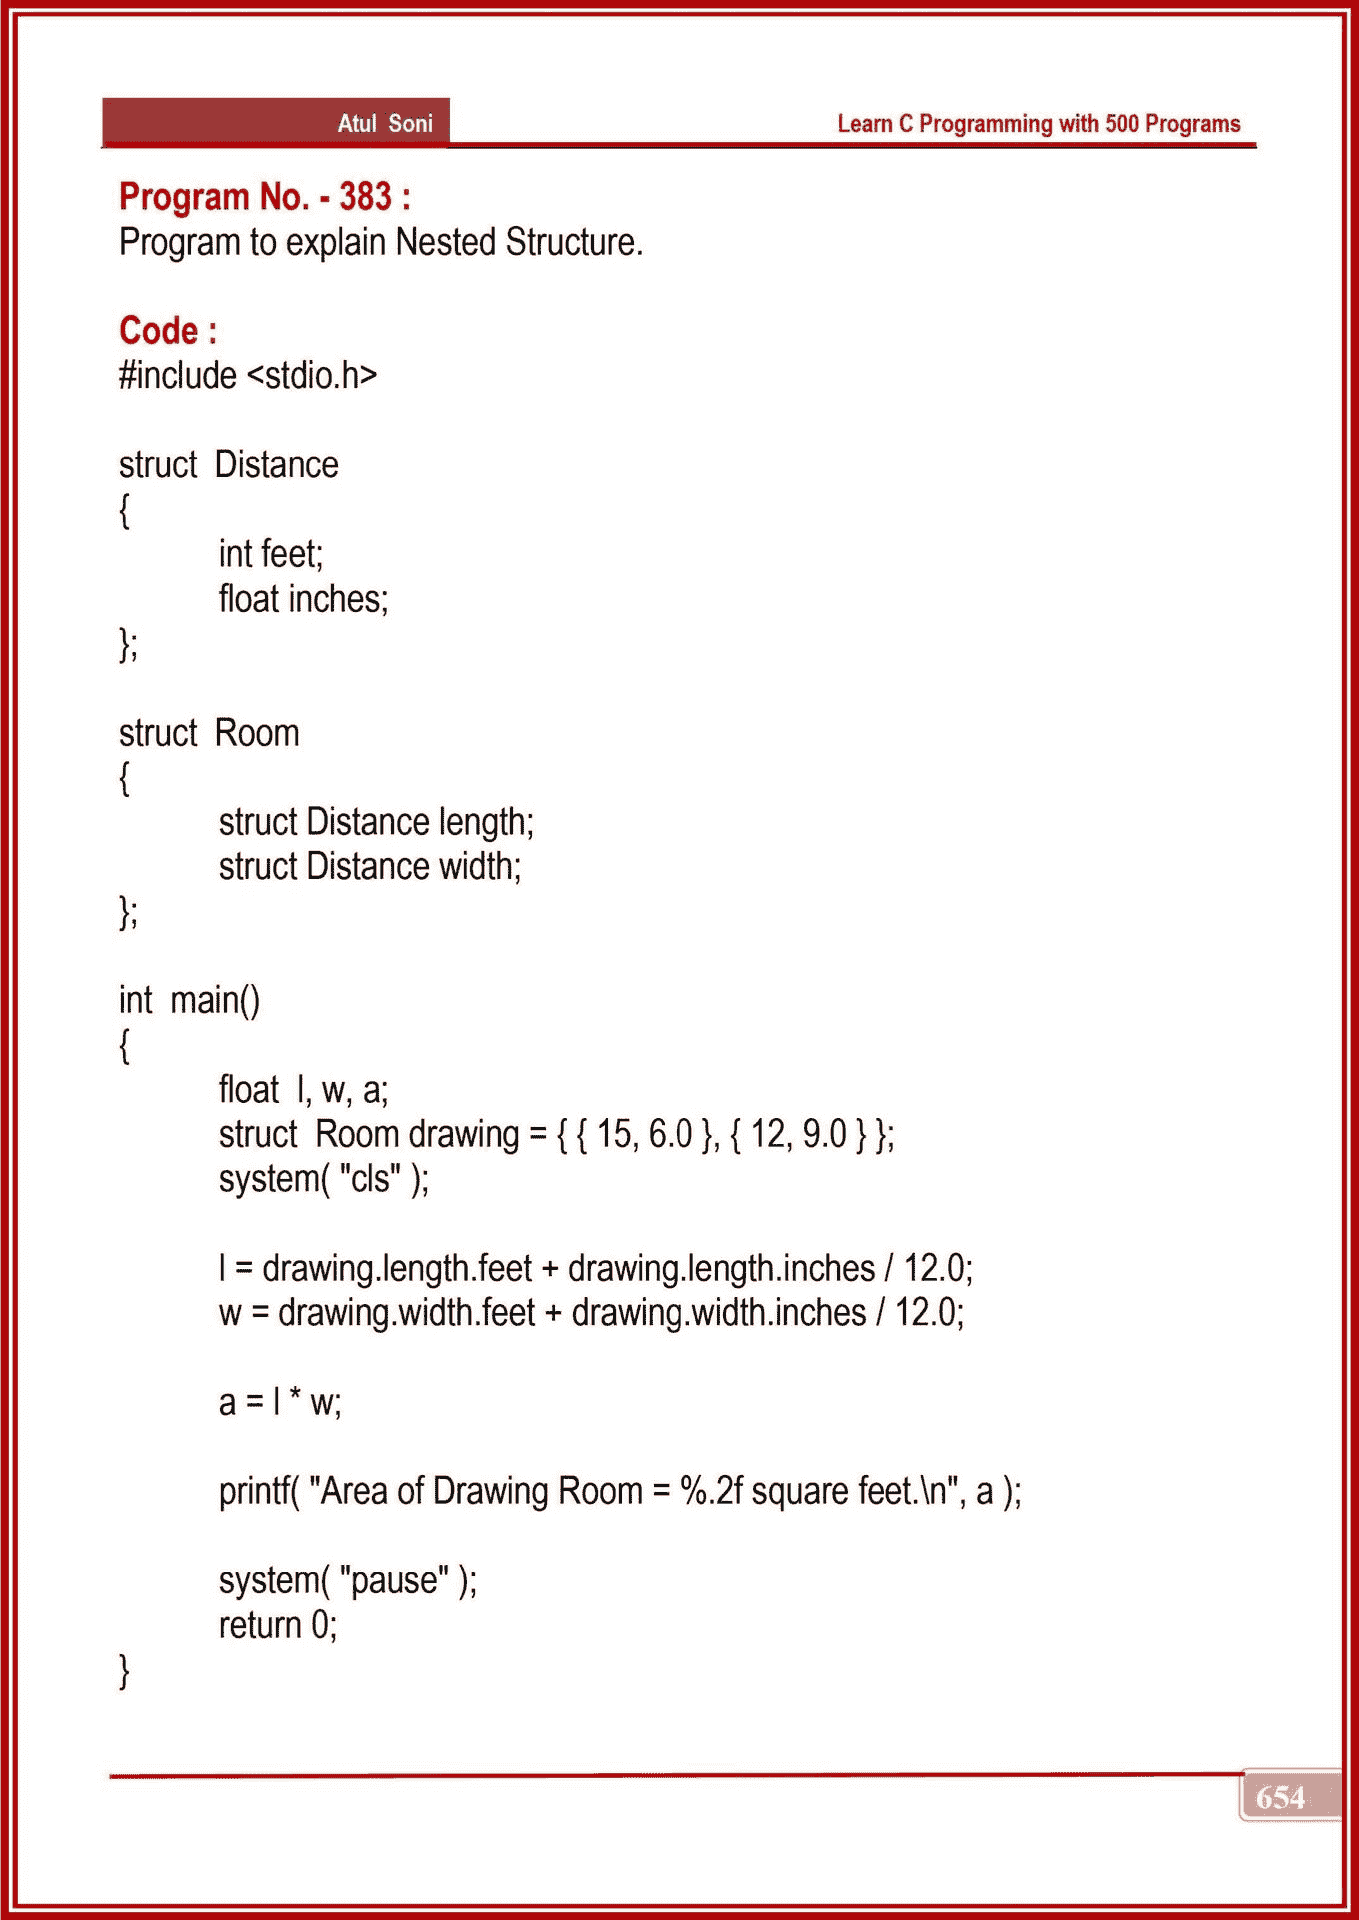 Atul Soni
Learn C Programming with 500 Programs
Program No. - 383 :
Program to explain Nested Structure.
Code :
#include <stdio.h>
struct Distance
{
int feet;
float inches;
};
struct Room
{
struct Distance length;
struct Distance width;
};
int main()
{
float l, w, a;
struct Room drawing = { { 15, 6.0 }, { 12, 9.0 } };
system( "cls" );
l = drawing.length.feet + drawing.length.inches / 12.0;
w = drawing.width.feet + drawing.width.inches / 12.0;
a = l * w;
printf( "Area of Drawing Room = %.2f square feet.\n", a );
system( "pause" );
return 0;
}
654